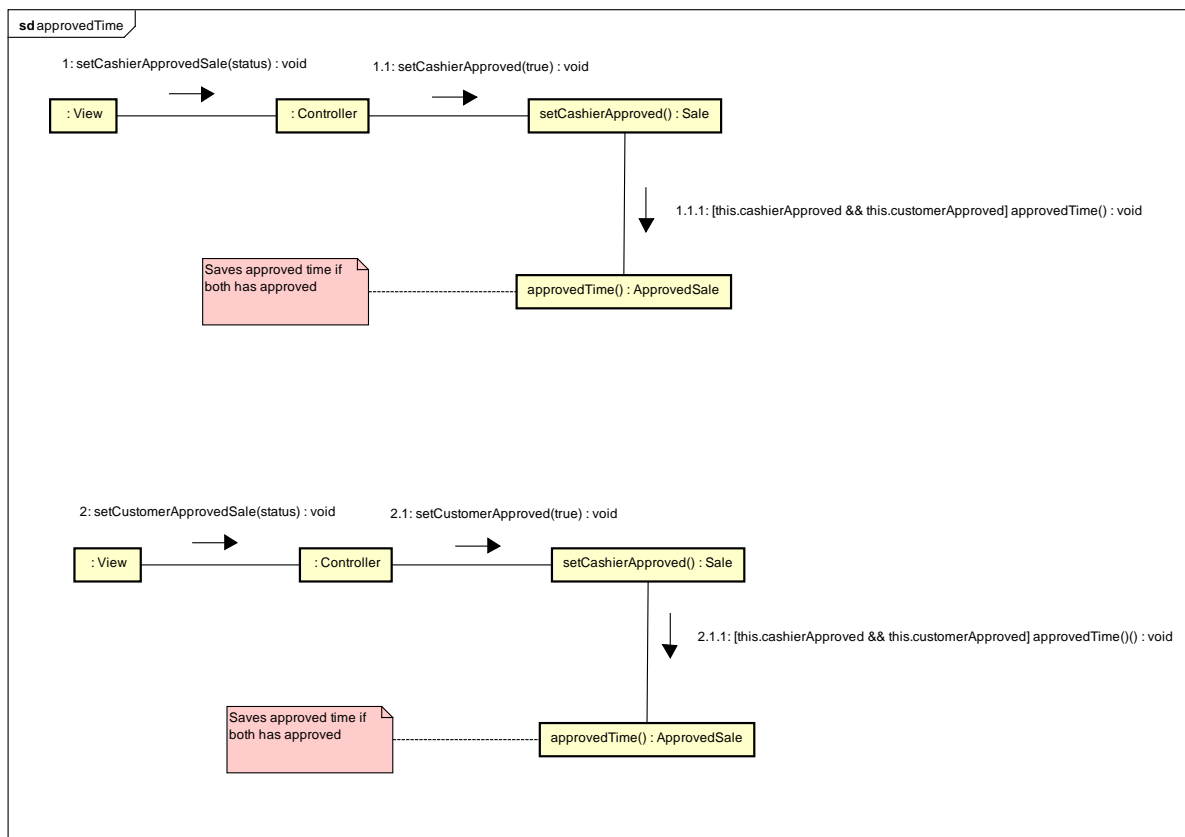 sd approvedTime
1: setCashierApprovedSale(status) : void
1.1: setCashierApproved(true) : void
: View
: Controller
setCashierApproved() : Sale
1.1.1: [this.cashierApproved && this.customerApproved] approvedTime() : void
Saves approved time if
both has approved
approvedTime() : ApprovedSale
2: setCustomerApprovedSale(status) : void
2.1: setCustomerApproved(true) : void
: View
: Controller
setCashierApproved() : Sale
2.1.1: [this.cashierApproved && this.customerApproved] approvedTime()() : void
Saves approved time if
both has approved
approvedTime() : ApprovedSale